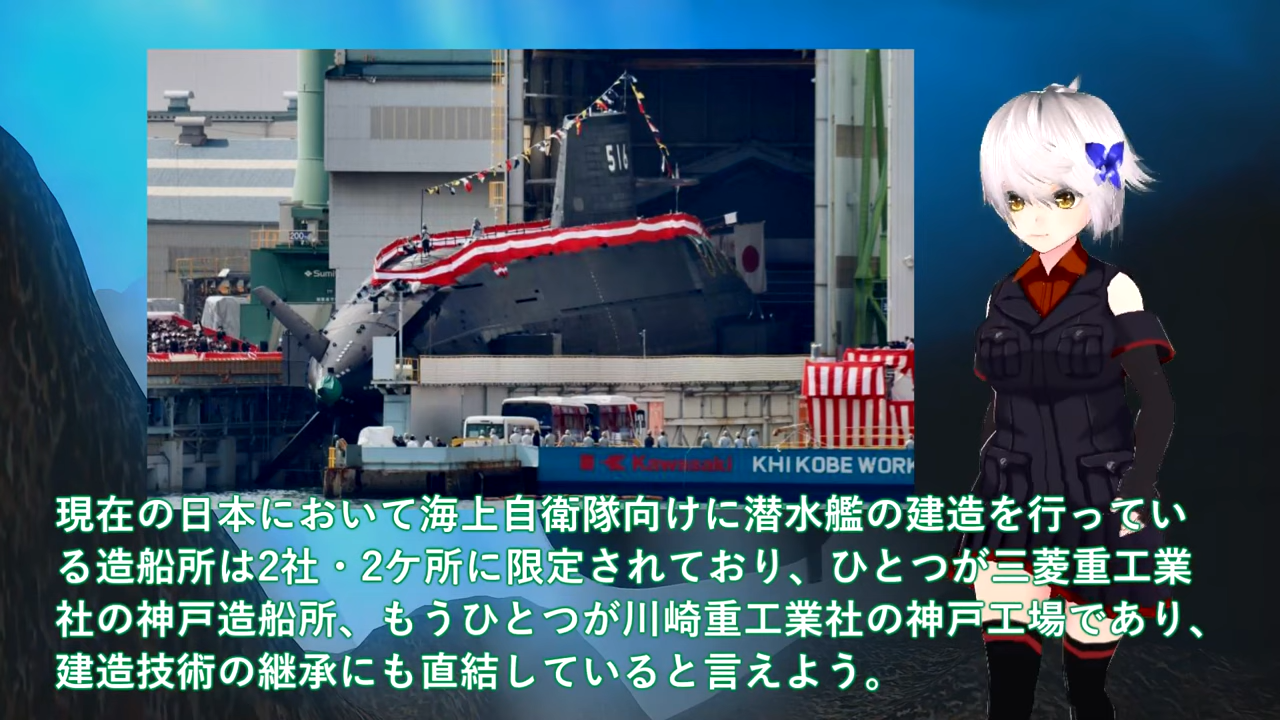 516
200
Sumi
Kawasaki KHI KOBE WORK
現在の日本において海上自衛隊向けに潜水艦の建造を行ってい
る造船所は2社・2ケ所に限定されており、ひとつが三菱重工業
社の神戸造船所、もうひとつが川崎重工業社の神戸工場であり、
建造技術の継承にも直結していると言えよう。